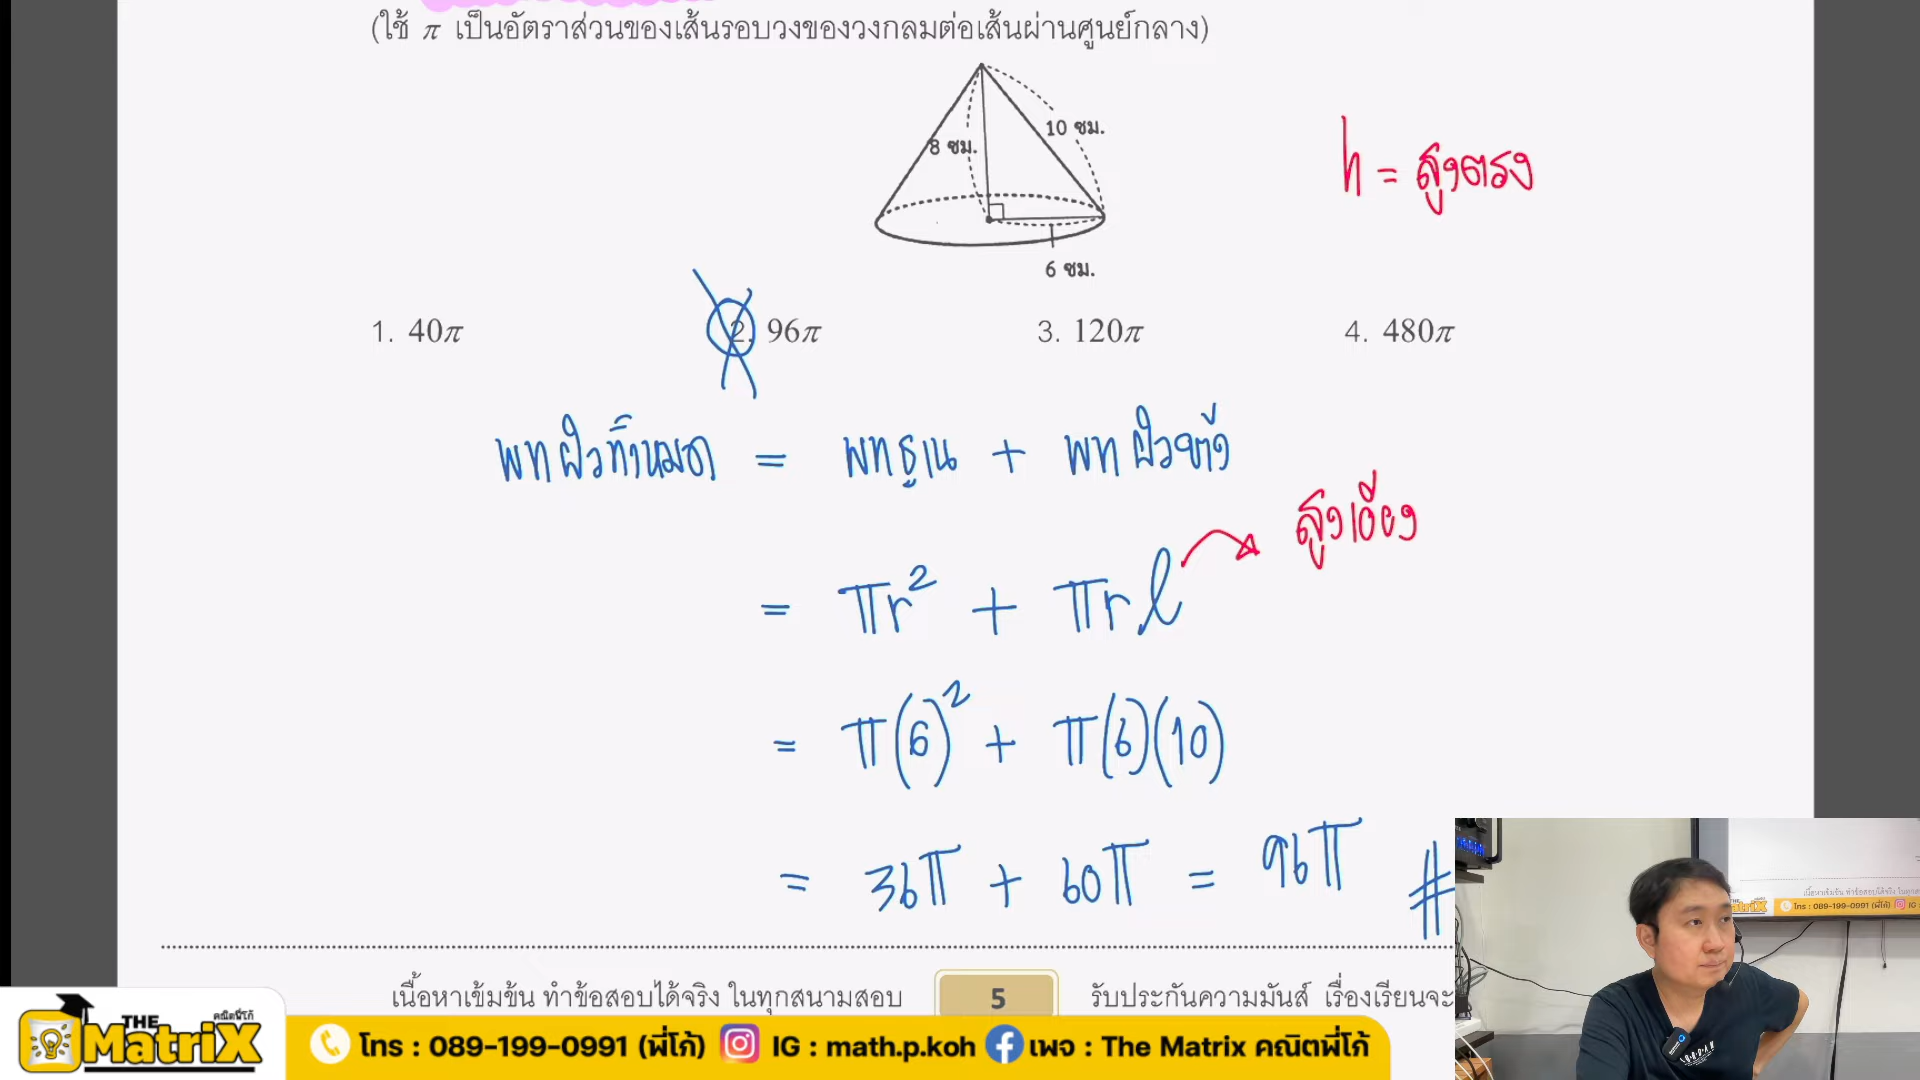 (ใช้ π เป็นอัตราส่วนของเส้นรอบวงของวงกลมต่อเส้นผ่านศูนย์กลาง)
8 ซม.
10 ซม.
6 ซม.
h = สูงตรง
1. 40π
2. 96π
3. 120π
4. 480π
พท ผิวทั้งหมด = พท ฐาน + พท ผิวข้าง
สูงเอียง
= πr² + πrl
= π(6)² + π(6)(10)
= 36π + 60π = 96π #
เนื้อหาเข้มข้น ทำข้อสอบได้จริง ในทุกสนามสอบ
5
รับประกันความมันส์ เรื่องเรียนจะ
คณิตพี่โก้
THE MatriX
โทร : 089-199-0991 (พี่โก้)
IG : math.p.koh
เพจ : The Matrix คณิตพี่โก้
โทร : 089-199-0991 (พี่โก้)
IG :